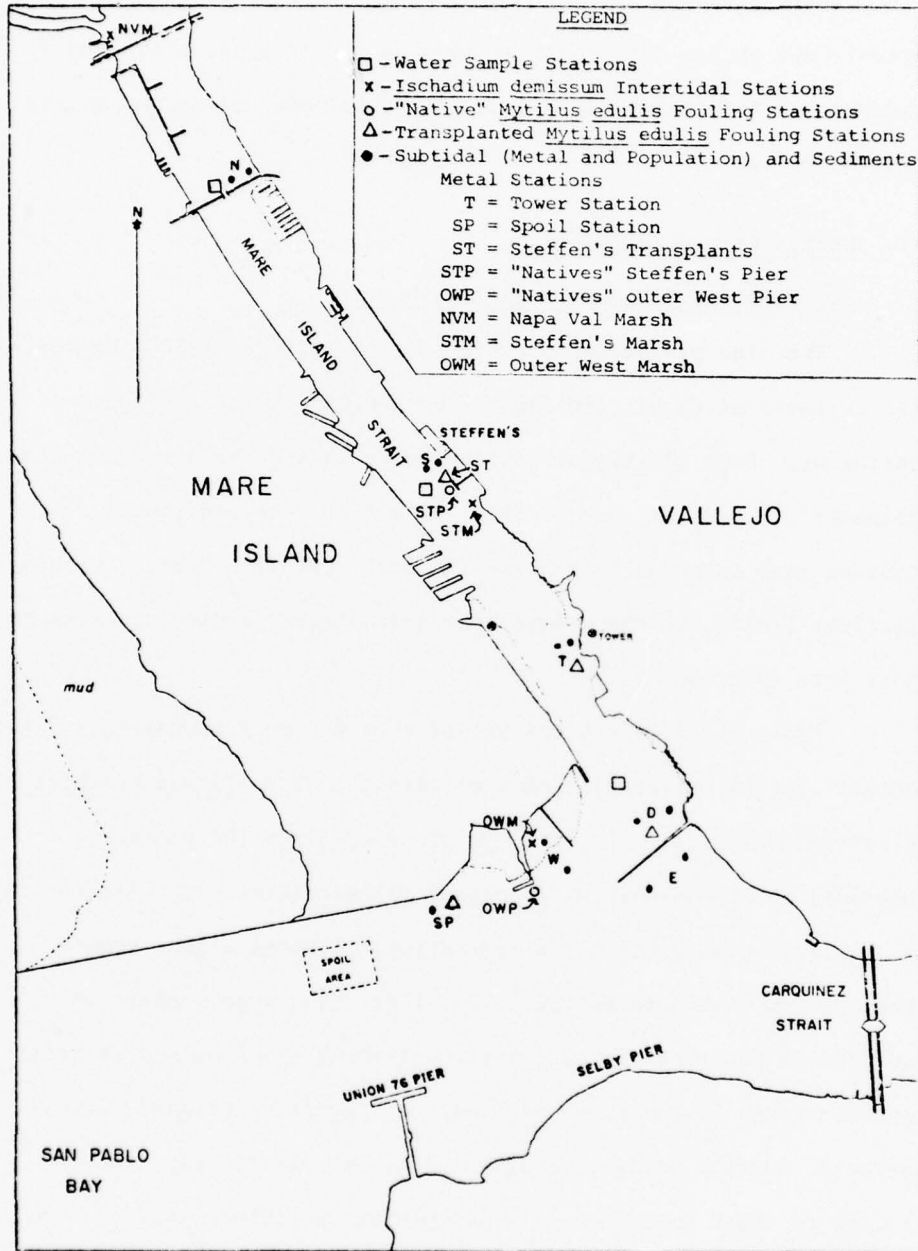 LEGEND
□ - Water Sample Stations
x - Ischadium demissum Intertidal Stations
○ - "Native" Mytilus edulis Fouling Stations
△ - Transplanted Mytilus edulis Fouling Stations
● - Subtidal (Metal and Population) and Sediments
Metal Stations
T = Tower Station
SP = Spoil Station
ST = Steffen's Transplants
STP = "Natives" Steffen's Pier
OWP = "Natives" outer West Pier
NVM = Napa Val Marsh
STM = Steffen's Marsh
OWM = Outer West Marsh
x NVM
N
N
MARE
ISLAND
STRAIT
STEFFEN'S
S
ST
STP
x
STM
MARE
ISLAND
VALLEJO
TOWER
T
mud
OWM
x
W
D
E
OWP
SP
SPOIL
AREA
CARQUINEZ
STRAIT
SELBY PIER
UNION 76 PIER
SAN PABLO
BAY